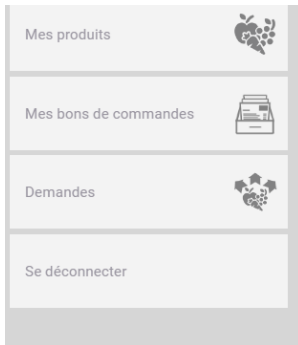 Mes produits
Mes bons de commandes
Demandes
Se déconnecter